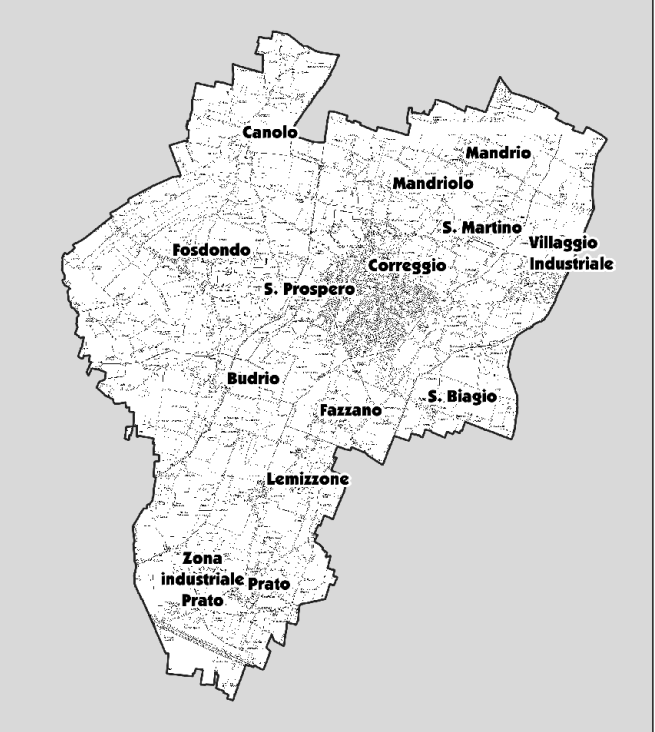 Canolo
Mandrio
Mandriolo
S. Martino
Villaggio
Industriale
Fosdondo
Correggio
S. Prospero
Budrio
S. Biagio
Fazzano
Lemizzone
Zona
industriale
Prato
Prato